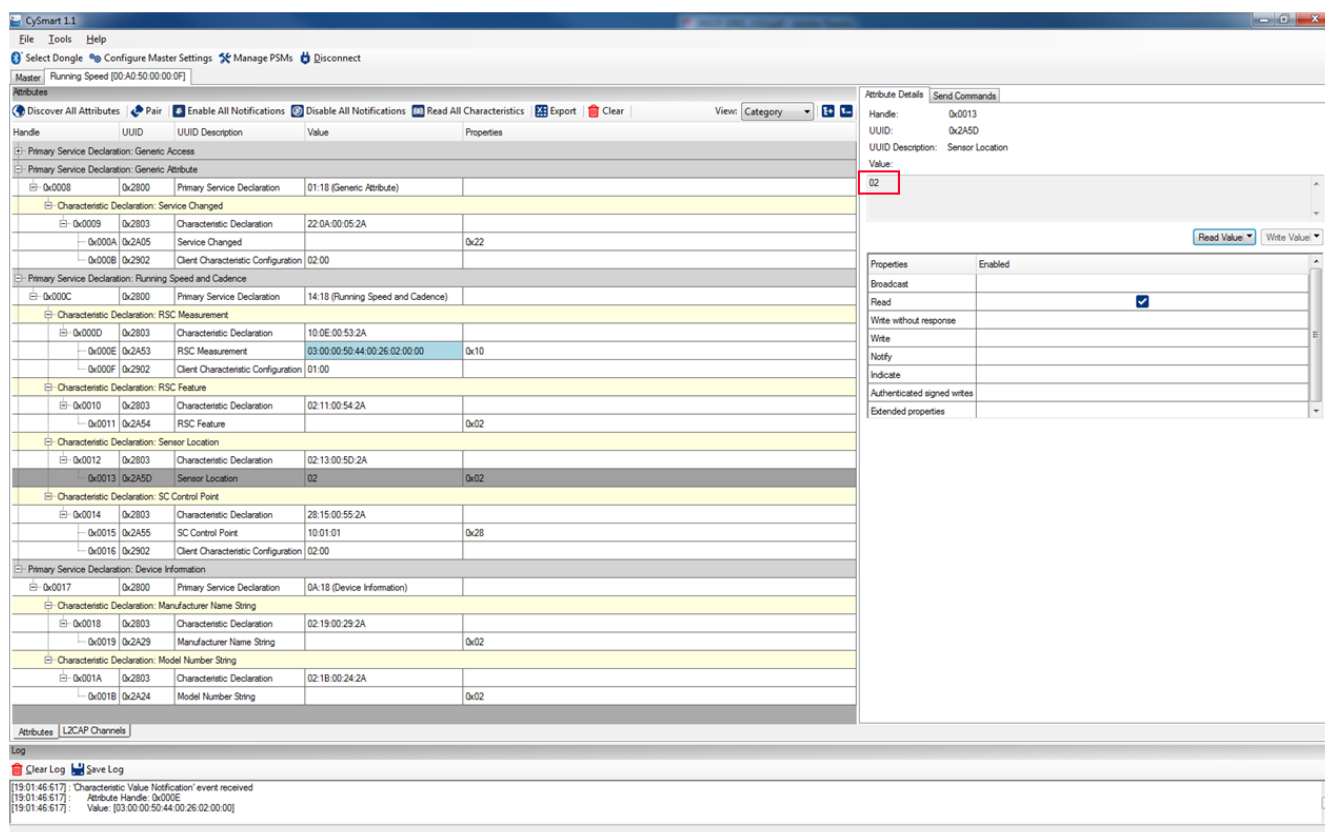 CySmart 1.1
File Tools Help
Select Dongle Configure Master Settings Manage PSMs Disconnect
Master Running Speed [00:A0:50:00:00:0F]
Attributes
Discover All Attributes Pair Enable All Notifications Disable All Notifications Read All Characteristics Export Clear View: Category
Handle UUID UUID Description Value Properties
Primary Service Declaration: Generic Access
Primary Service Declaration: Generic Attribute
0x0008 0x2800 Primary Service Declaration 01:18 (Generic Attribute)
Characteristic Declaration: Service Changed
0x0009 0x2803 Characteristic Declaration 22:0A:00:05:2A
0x000A 0x2A05 Service Changed 0x22
0x000B 0x2902 Client Characteristic Configuration 02:00
Primary Service Declaration: Running Speed and Cadence
0x000C 0x2800 Primary Service Declaration 14:18 (Running Speed and Cadence)
Characteristic Declaration: RSC Measurement
0x000D 0x2803 Characteristic Declaration 10:0E:00:53:2A
0x000E 0x2A53 RSC Measurement 03:00:00:50:44:00:26:02:00:00 0x10
0x000F 0x2902 Client Characteristic Configuration 01:00
Characteristic Declaration: RSC Feature
0x0010 0x2803 Characteristic Declaration 02:11:00:54:2A
0x0011 0x2A54 RSC Feature 0x02
Characteristic Declaration: Sensor Location
0x0012 0x2803 Characteristic Declaration 02:13:00:5D:2A
0x0013 0x2A5D Sensor Location 02 0x02
Characteristic Declaration: SC Control Point
0x0014 0x2803 Characteristic Declaration 28:15:00:55:2A
0x0015 0x2A55 SC Control Point 10:01:01 0x28
0x0016 0x2902 Client Characteristic Configuration 02:00
Primary Service Declaration: Device Information
0x0017 0x2800 Primary Service Declaration 0A:18 (Device Information)
Characteristic Declaration: Manufacturer Name String
0x0018 0x2803 Characteristic Declaration 02:19:00:29:2A
0x0019 0x2A29 Manufacturer Name String 0x02
Characteristic Declaration: Model Number String
0x001A 0x2803 Characteristic Declaration 02:1B:00:24:2A
0x001B 0x2A24 Model Number String 0x02
Attributes L2CAP Channels
Attribute Details Send Commands
Handle: 0x0013
UUID: 0x2A5D
UUID Description: Sensor Location
Value:
02
Read Value Write Value
Properties Enabled
Broadcast
Read
Write without response
Write
Notify
Indicate
Authenticated signed writes
Extended properties
Log
Clear Log Save Log
[19:01:46:617] : 'Characteristic Value Notification' event received
[19:01:46:617] : Attribute Handle: 0x000E
[19:01:46:617] : Value: [03:00:00:50:44:00:26:02:00:00]